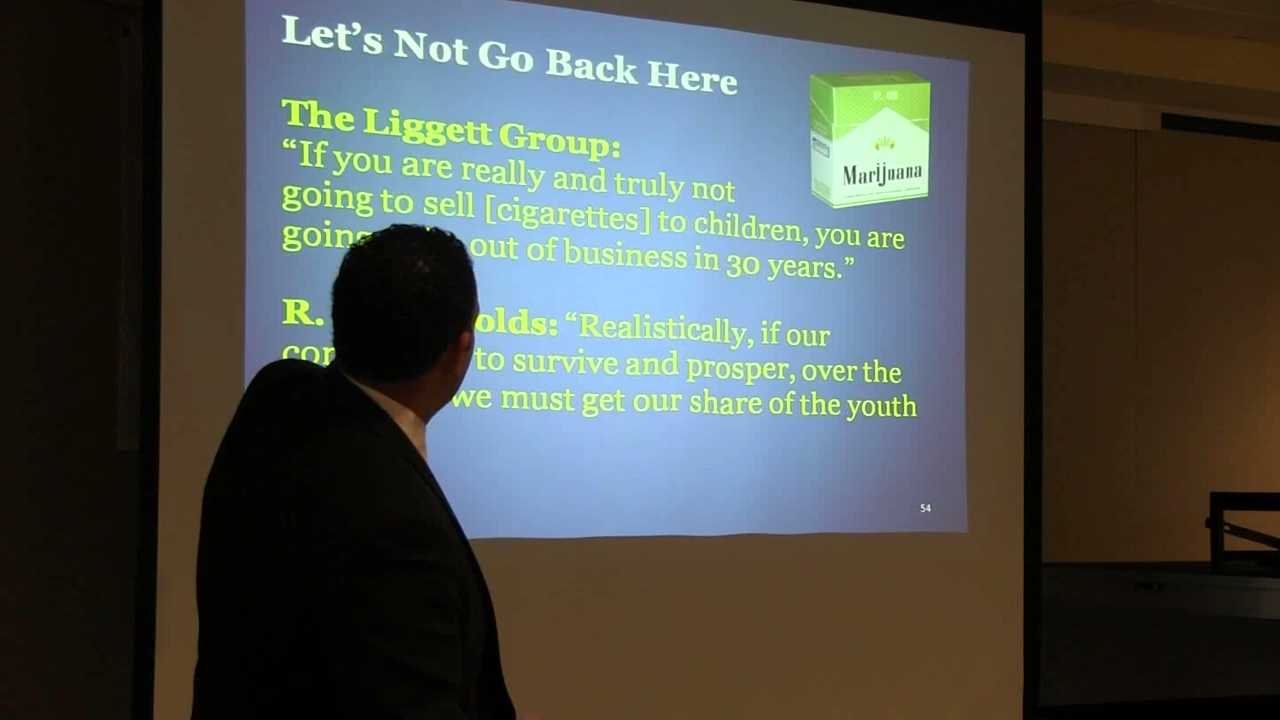 Let's Not Go Back Here
The Liggett Group:
"If you are really and truly not
going to sell [cigarettes] to children, you are
going out of business in 30 years."
R. olds: "Realistically, if our
to survive and prosper, over the
we must get our share of the youth
Marijuana
54